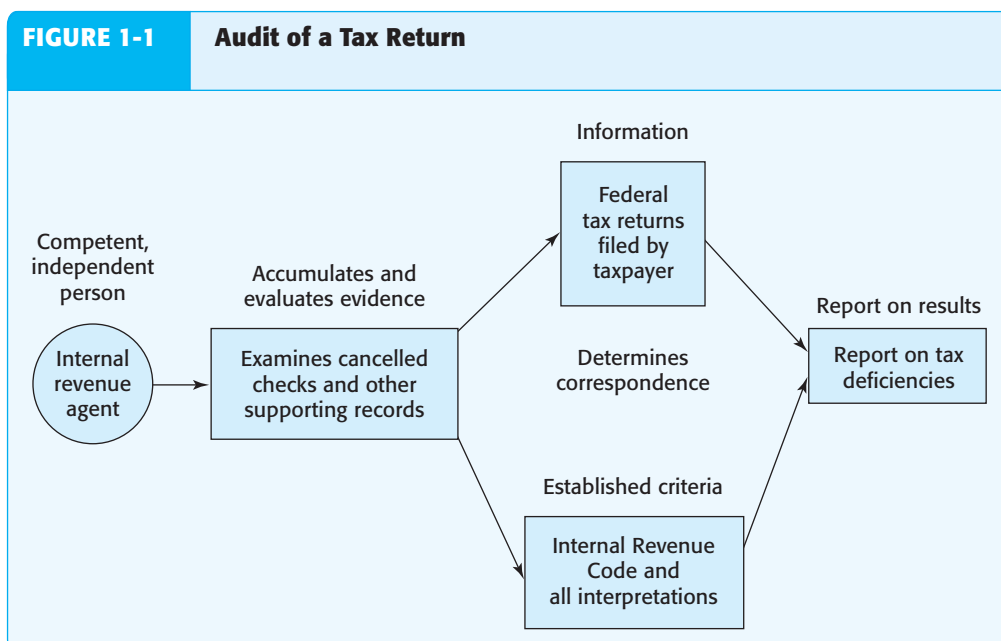 FIGURE 1-1
Audit of a Tax Return
Competent,
independent
person
Internal
revenue
agent
Accumulates and
evaluates evidence
Examines cancelled
checks and other
supporting records
Information
Federal
tax returns
filed by
taxpayer
Determines
correspondence
Established criteria
Internal Revenue
Code and
all interpretations
Report on results
Report on tax
deficiencies